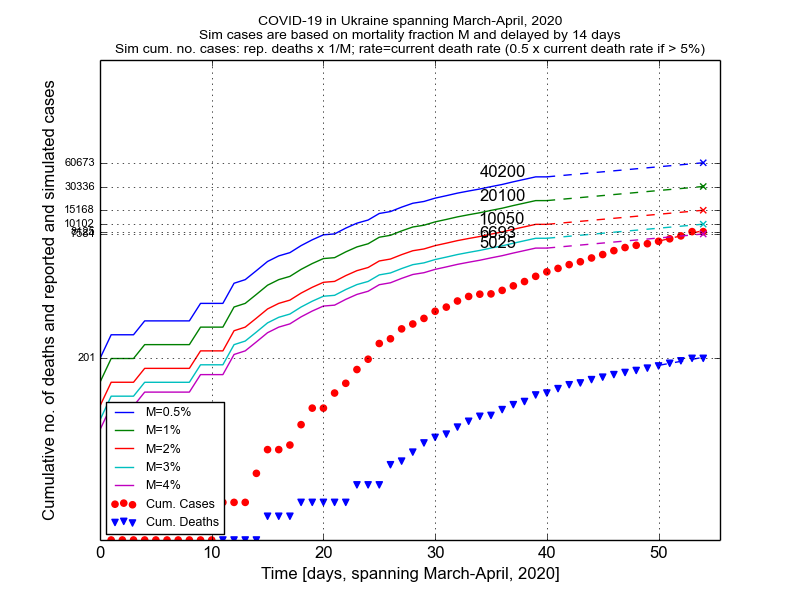 COVID-19 in Ukraine spanning March-April, 2020
Sim cases are based on mortality fraction M and delayed by 14 days
Sim cum. no. cases: rep. deaths x 1/M; rate=current death rate (0.5 x current death rate if > 5%)
Cumulative no. of deaths and reported and simulated cases
60673
30336
15168
10102
201
40200
20100
10050
6693
5025
M=0.5%
M=1%
M=2%
M=3%
M=4%
Cum. Cases
Cum. Deaths
0 10 20 30 40 50
Time [days, spanning March-April, 2020]